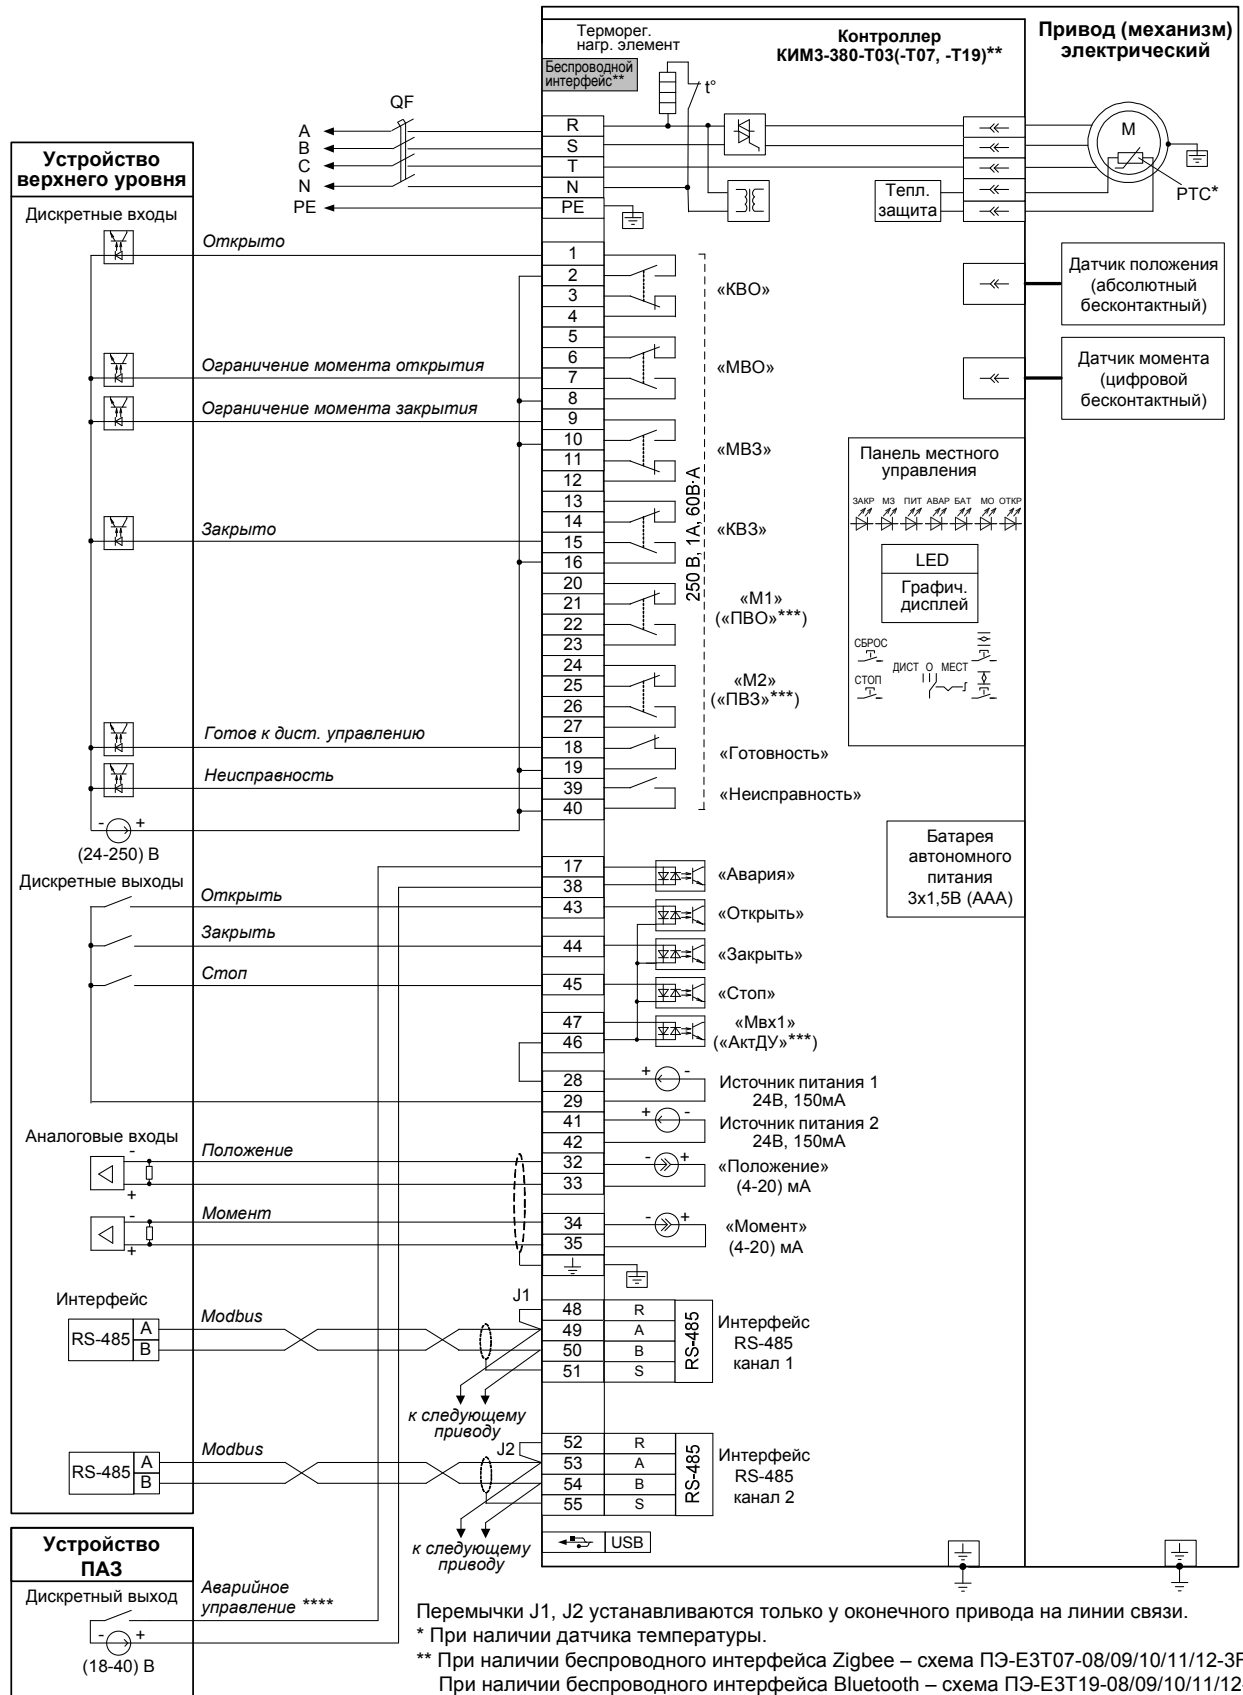 Терморег.
нагр. элемент
Контроллер
КИМ3-380-Т03(-Т07, -Т19)**
Привод (механизм)
электрический
Беспроводной
интерфейс**
t°
QF
A
B
C
N
PE
R
S
T
N
PE
M
PTC*
Тепл.
защита
Устройство
верхнего уровня
Дискретные входы
Открыто
1
2
3
4
«КВО»
Датчик положения
(абсолютный
бесконтактный)
5
6
7
8
Ограничение момента открытия
«МВО»
Датчик момента
(цифровой
бесконтактный)
Ограничение момента закрытия
9
10
11
12
«МВЗ»
250 В, 1А, 60В·А
Панель местного
управления
ЗАКР МЗ ПИТ АВАР БАТ МО ОТКР
LED
Графич.
дисплей
СБРОС
СТОП
ДИСТ О МЕСТ
Закрыто
13
14
15
16
«КВЗ»
20
21
22
23
«М1»
(«ПВО»***)
24
25
26
27
«М2»
(«ПВЗ»***)
Готов к дист. управлению
18
19
«Готовность»
Неисправность
39
40
«Неисправность»
- +
(24-250) В
Батарея
автономного
питания
3х1,5В (ААА)
Дискретные выходы
17
38
«Авария»
Открыть
43
«Открыть»
Закрыть
44
«Закрыть»
Стоп
45
«Стоп»
47
46
«Мвх1»
(«АктДУ»***)
28
29
+ -
Источник питания 1
24В, 150мА
41
42
+ -
Источник питания 2
24В, 150мА
Аналоговые входы
-
+
Положение
32
33
- +
«Положение»
(4-20) мА
-
+
Момент
34
35
- +
«Момент»
(4-20) мА
Интерфейс
RS-485
A
B
Modbus
J1
48
49
50
51
R
A
B
S
RS-485
Интерфейс
RS-485
канал 1
к следующему
приводу
RS-485
A
B
Modbus
J2
52
53
54
55
R
A
B
S
RS-485
Интерфейс
RS-485
канал 2
к следующему
приводу
USB
Устройство
ПАЗ
Дискретный выход
Аварийное
управление ****
- +
(18-40) В
Перемычки J1, J2 устанавливаются только у оконечного привода на линии связи.
* При наличии датчика температуры.
** При наличии беспроводного интерфейса Zigbee – схема ПЭ-Е3Т07-08/09/10/11/12-3F
При наличии беспроводного интерфейса Bluetooth – схема ПЭ-Е3Т19-08/09/10/11/12-